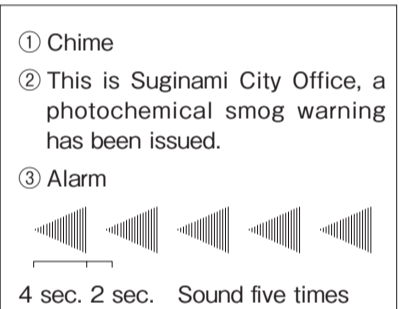 ① Chime
② This is Suginami City Office, a
photochemical smog warning
has been issued.
③ Alarm
4 sec. 2 sec. Sound five times